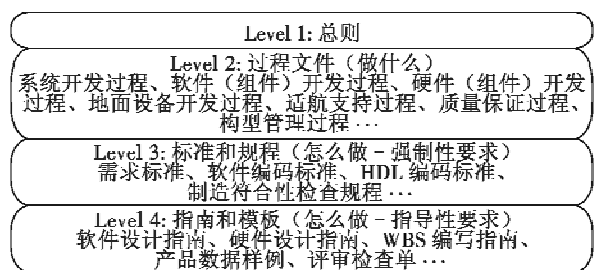 Level 1: 总则
Level 2: 过程文件（做什么）
系统开发过程、软件（组件）开发过程、硬件（组件）开发
过程、地面设备开发过程、适航支持过程、质量保证过程、
构型管理过程…
Level 3: 标准和规程（怎么做－强制性要求）
需求标准、软件编码标准、HDL 编码标准、
制造符合性检查规程…
Level 4: 指南和模板（怎么做－指导性要求）
软件设计指南、硬件设计指南、WBS 编写指南、
产品数据样例、评审检查单…